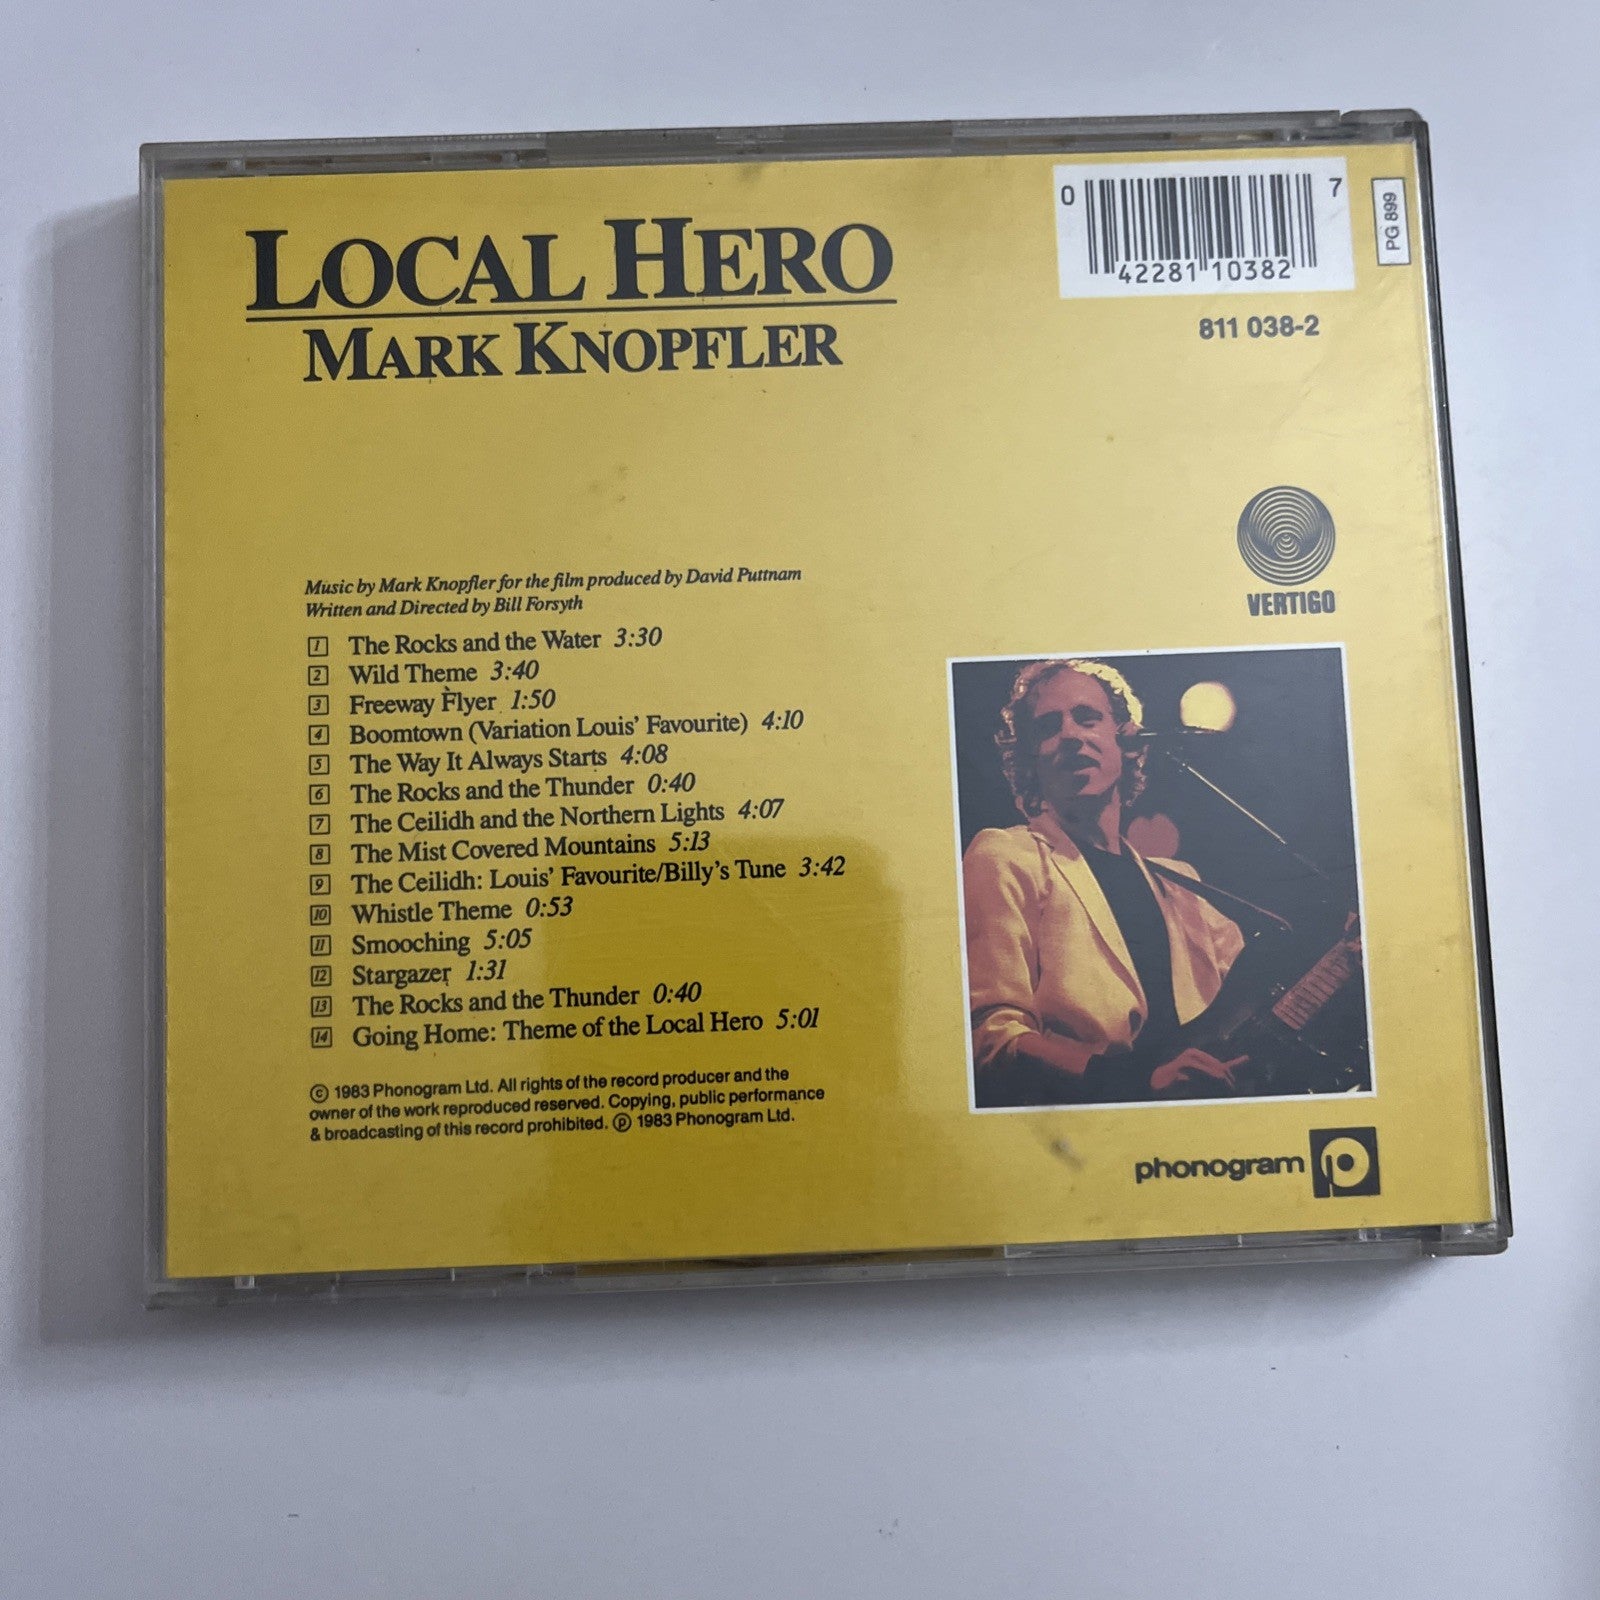 LOCAL HERO
MARK KNOPFLER
0 42281 10382 7
PG 899
811 038-2
VERTIGO
Music by Mark Knopfler for the film produced by David Puttnam
Written and Directed by Bill Forsyth
1 The Rocks and the Water 3:30
2 Wild Theme 3:40
3 Freeway Flyer 1:50
4 Boomtown (Variation Louis' Favourite) 4:10
5 The Way It Always Starts 4:08
6 The Rocks and the Thunder 0:40
7 The Ceilidh and the Northern Lights 4:07
8 The Mist Covered Mountains 5:13
9 The Ceilidh: Louis' Favourite/Billy's Tune 3:42
10 Whistle Theme 0:53
11 Smooching 5:05
12 Stargazer 1:31
13 The Rocks and the Thunder 0:40
14 Going Home: Theme of the Local Hero 5:01
© 1983 Phonogram Ltd. All rights of the record producer and the
owner of the work reproduced reserved. Copying, public performance
& broadcasting of this record prohibited. ℗ 1983 Phonogram Ltd.
phonogram